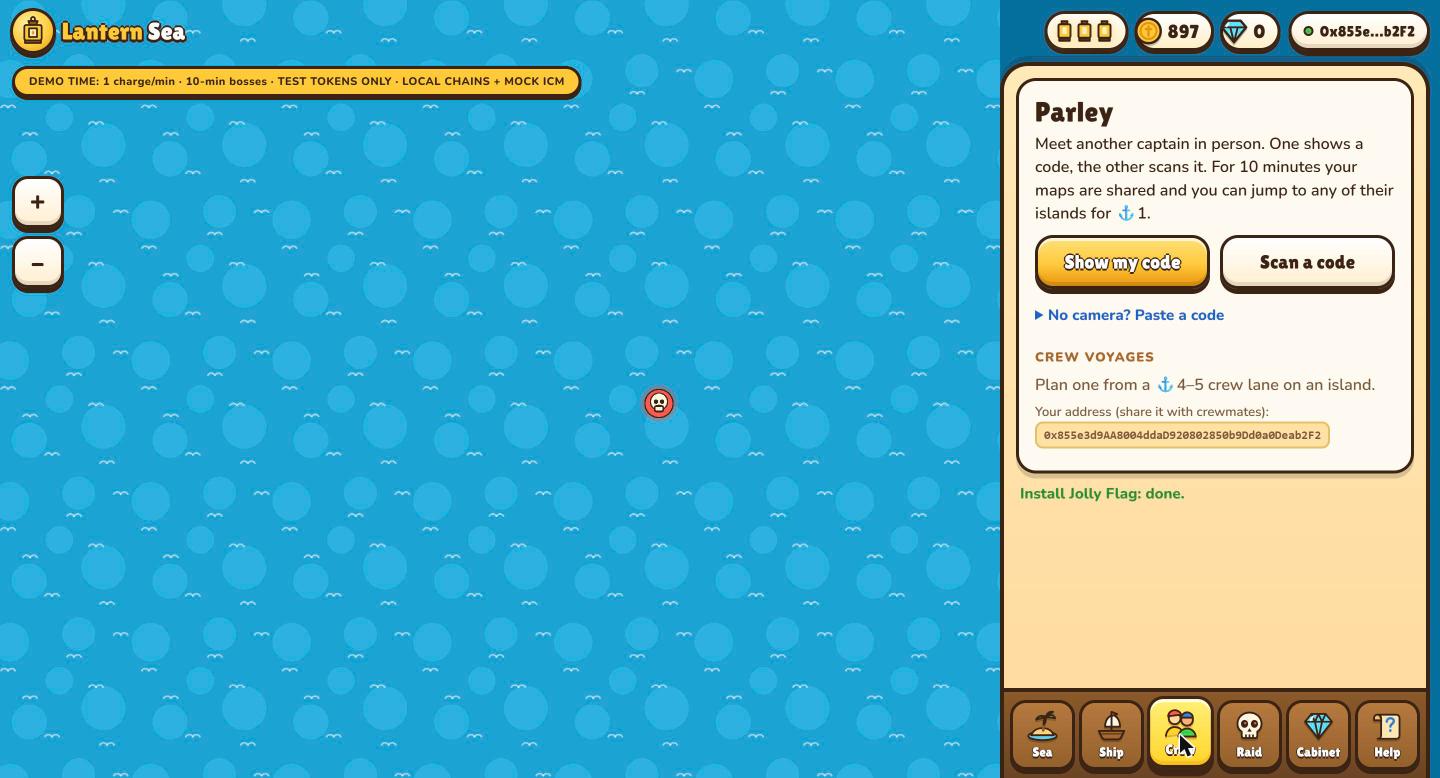 Lantern Sea
897
0
0x855e...b2F2
DEMO TIME: 1 charge/min · 10-min bosses · TEST TOKENS ONLY · LOCAL CHAINS + MOCK ICM
+
−
Parley
Meet another captain in person. One shows a
code, the other scans it. For 10 minutes your
maps are shared and you can jump to any of their
islands for ⚓ 1.
Show my code
Scan a code
No camera? Paste a code
CREW VOYAGES
Plan one from a ⚓ 4–5 crew lane on an island.
Your address (share it with crewmates):
0x855e3d9AA8004ddaD920802850b9Dd0a0Deab2F2
Install Jolly Flag: done.
Sea
Ship
Raid
Cabinet
Help